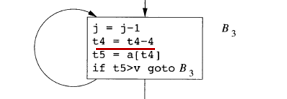 j = j-1
t4 = t4-4
t5 = a[t4]
if t5>v goto B3
B3